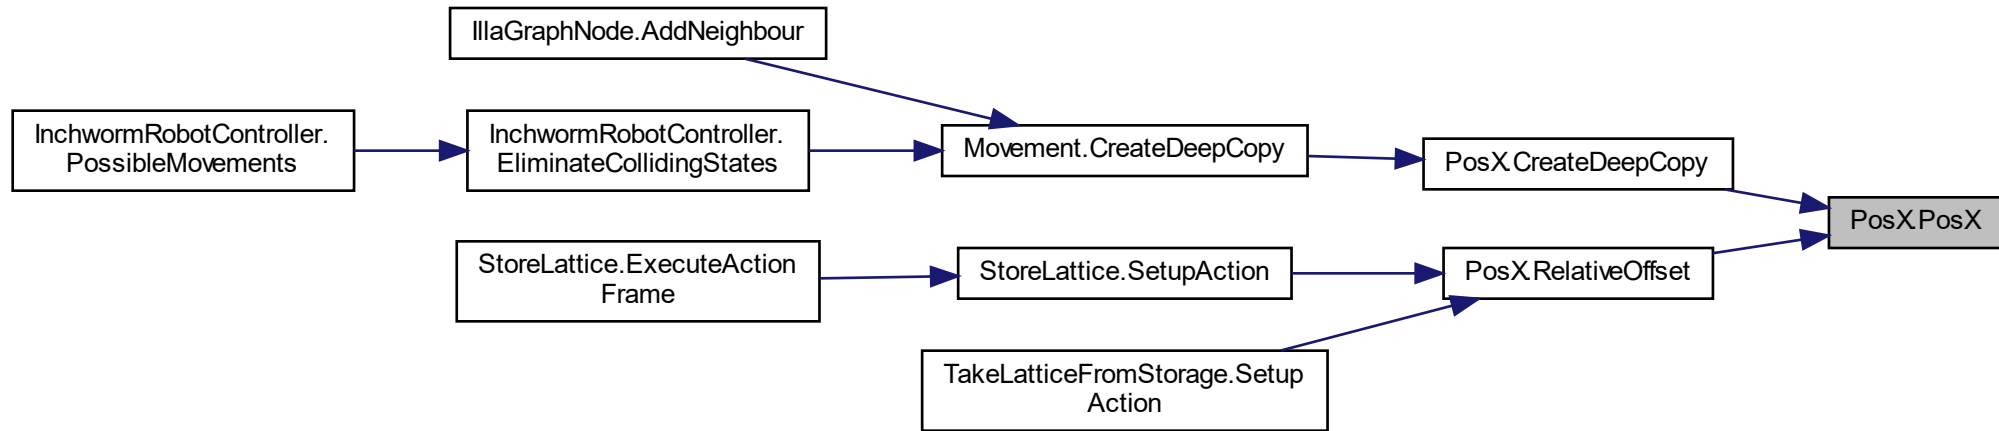 IllaGraphNode.AddNeighbour
InchwormRobotController.
PossibleMovements
InchwormRobotController.
EliminateCollidingStates
Movement.CreateDeepCopy
PosX.CreateDeepCopy
PosX.PosX
StoreLattice.ExecuteAction
Frame
StoreLattice.SetupAction
PosX.RelativeOffset
TakeLatticeFromStorage.Setup
Action